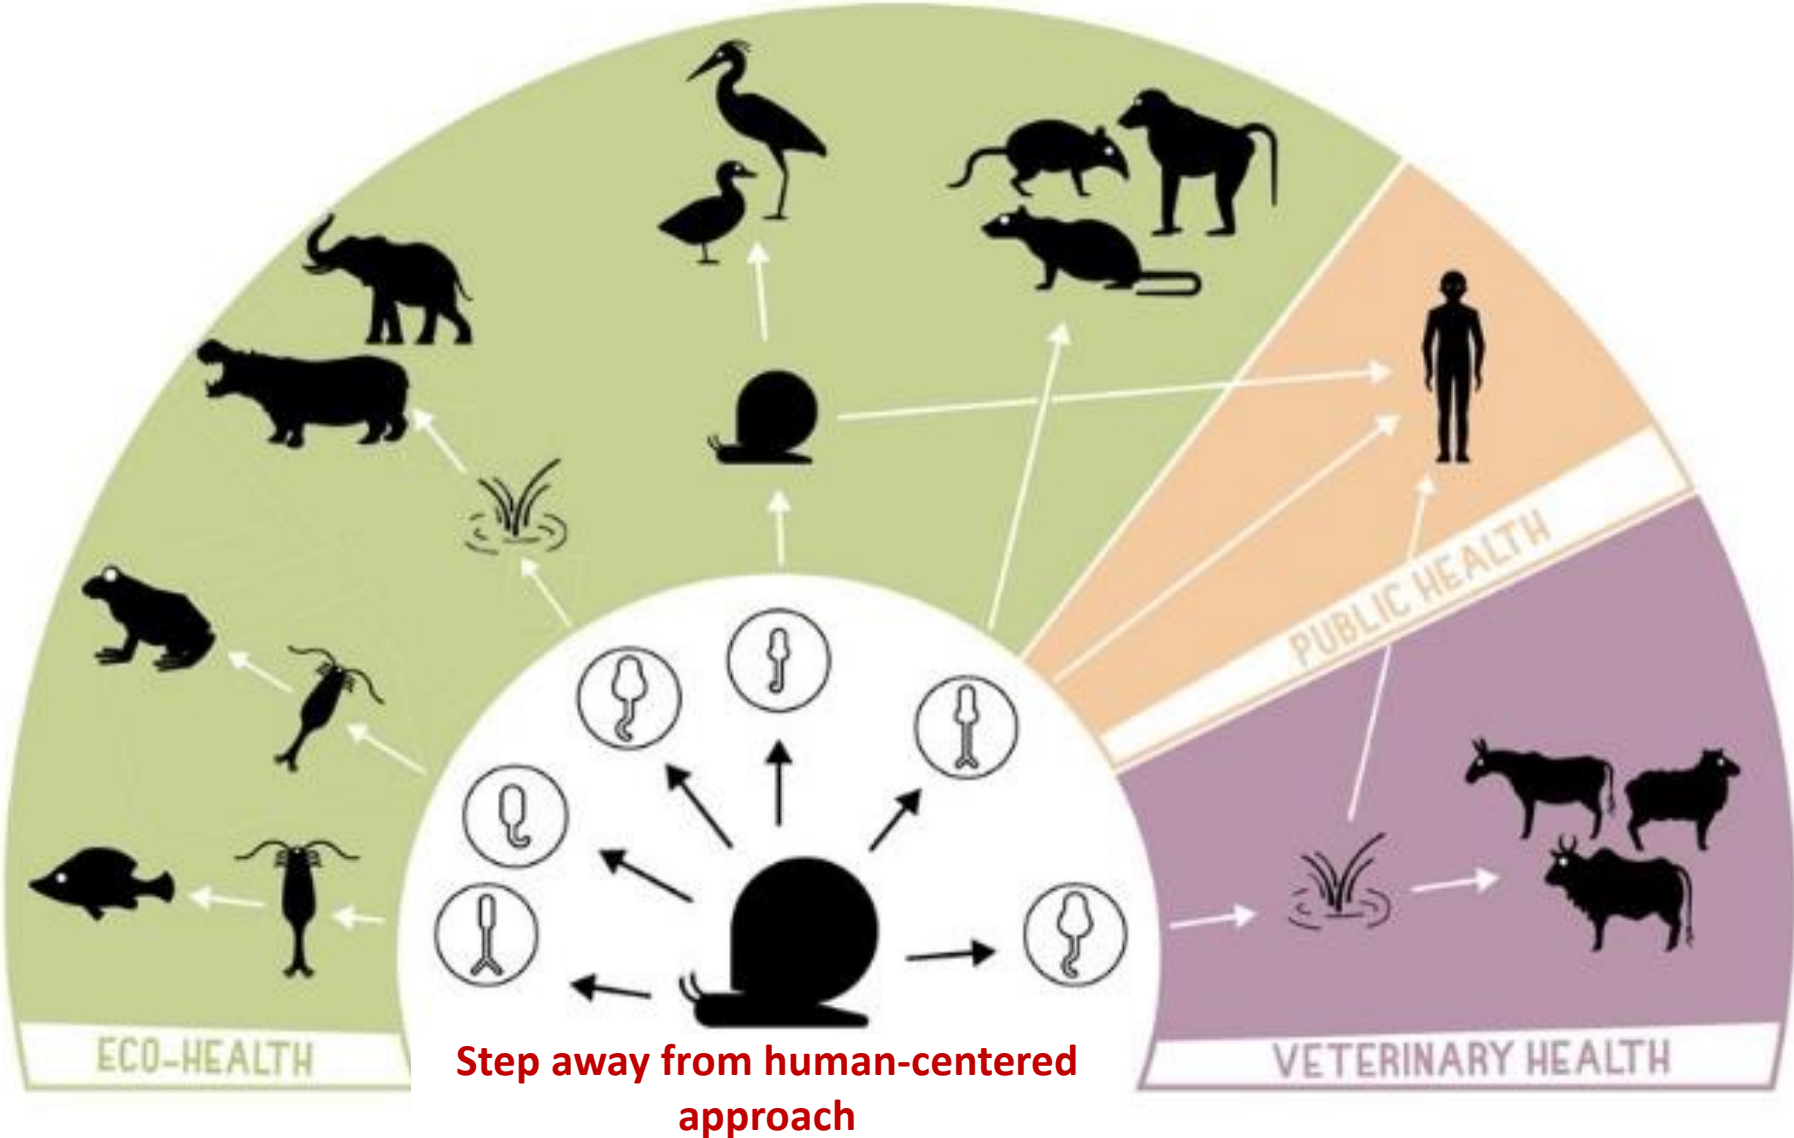 PUBLIC HEALTH
ECO-HEALTH
VETERINARY HEALTH
Step away from human-centered
approach